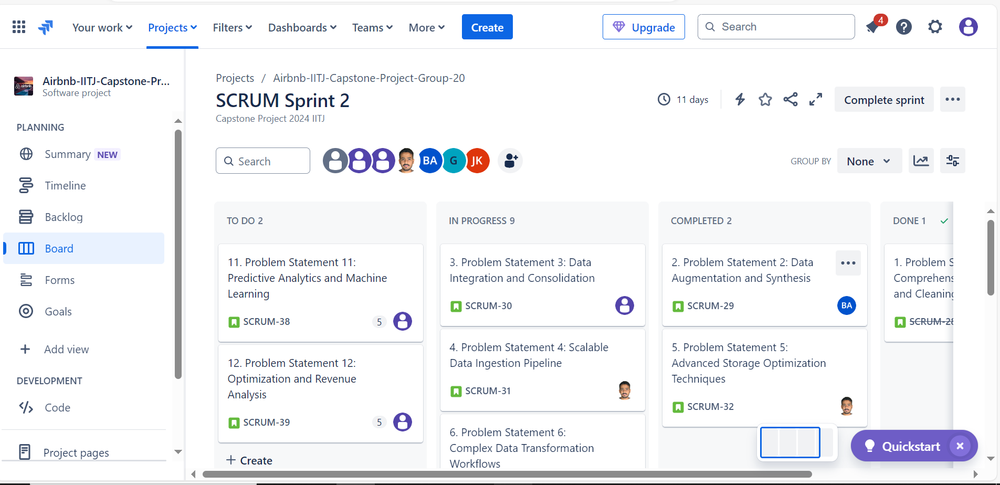 Your work
Projects
Filters
Dashboards
Teams
More
Create
Upgrade
Search
4
Airbnb-IITJ-Capstone-Pr...
Software project
PLANNING
Summary NEW
Timeline
Backlog
Board
Forms
Goals
Add view
DEVELOPMENT
Code
Project pages
Projects / Airbnb-IITJ-Capstone-Project-Group-20
SCRUM Sprint 2
Capstone Project 2024 IITJ
11 days
Complete sprint
Search
BA
G
JK
GROUP BY
None
TO DO 2
11. Problem Statement 11:
Predictive Analytics and Machine
Learning
SCRUM-38
5
12. Problem Statement 12:
Optimization and Revenue
Analysis
SCRUM-39
5
Create
IN PROGRESS 9
3. Problem Statement 3: Data
Integration and Consolidation
SCRUM-30
4. Problem Statement 4: Scalable
Data Ingestion Pipeline
SCRUM-31
6. Problem Statement 6:
Complex Data Transformation
Workflows
COMPLETED 2
2. Problem Statement 2: Data
Augmentation and Synthesis
SCRUM-29
BA
5. Problem Statement 5:
Advanced Storage Optimization
Techniques
SCRUM-32
DONE 1
1. Problem S
Comprehens
and Cleaning
SCRUM-28
Quickstart